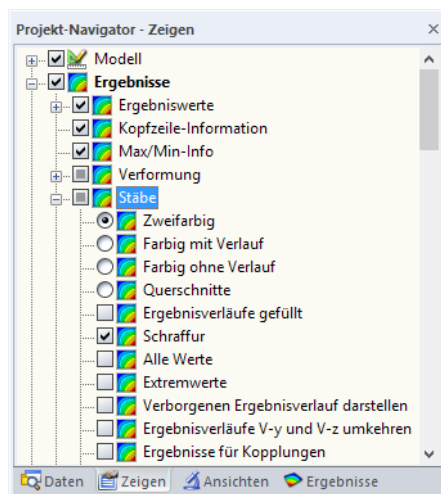 Projekt-Navigator - Zeigen
Modell
Ergebnisse
Ergebniswerte
Kopfzeile-Information
Max/Min-Info
Verformung
Stäbe
Zweifarbig
Farbig mit Verlauf
Farbig ohne Verlauf
Querschnitte
Ergebnisverläufe gefüllt
Schraffur
Alle Werte
Extremwerte
Verborgenen Ergebnisverlauf darstellen
Ergebnisverläufe V-y und V-z umkehren
Ergebnisse für Kopplungen
Daten Zeigen Ansichten Ergebnisse